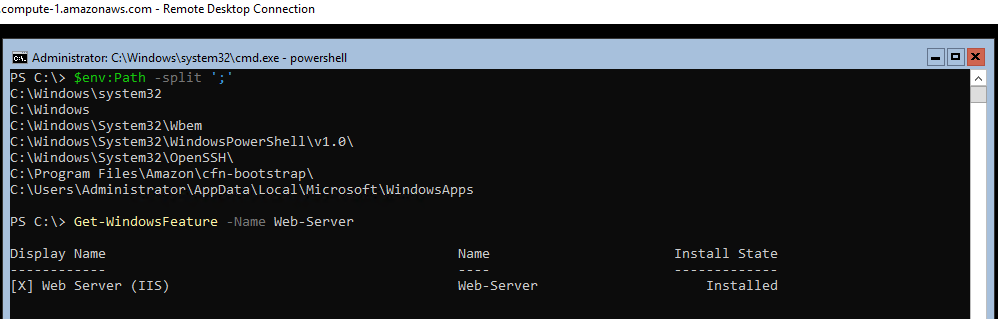 .compute-1.amazonaws.com - Remote Desktop Connection
Administrator: C:\Windows\system32\cmd.exe - powershell
PS C:\> $env:Path -split ';'
C:\Windows\system32
C:\Windows
C:\Windows\System32\Wbem
C:\Windows\System32\WindowsPowerShell\v1.0\
C:\Windows\System32\OpenSSH\
C:\Program Files\Amazon\cfn-bootstrap\
C:\Users\Administrator\AppData\Local\Microsoft\WindowsApps
PS C:\> Get-WindowsFeature -Name Web-Server
Display Name Name Install State
------------ ---- -------------
[X] Web Server (IIS) Web-Server Installed